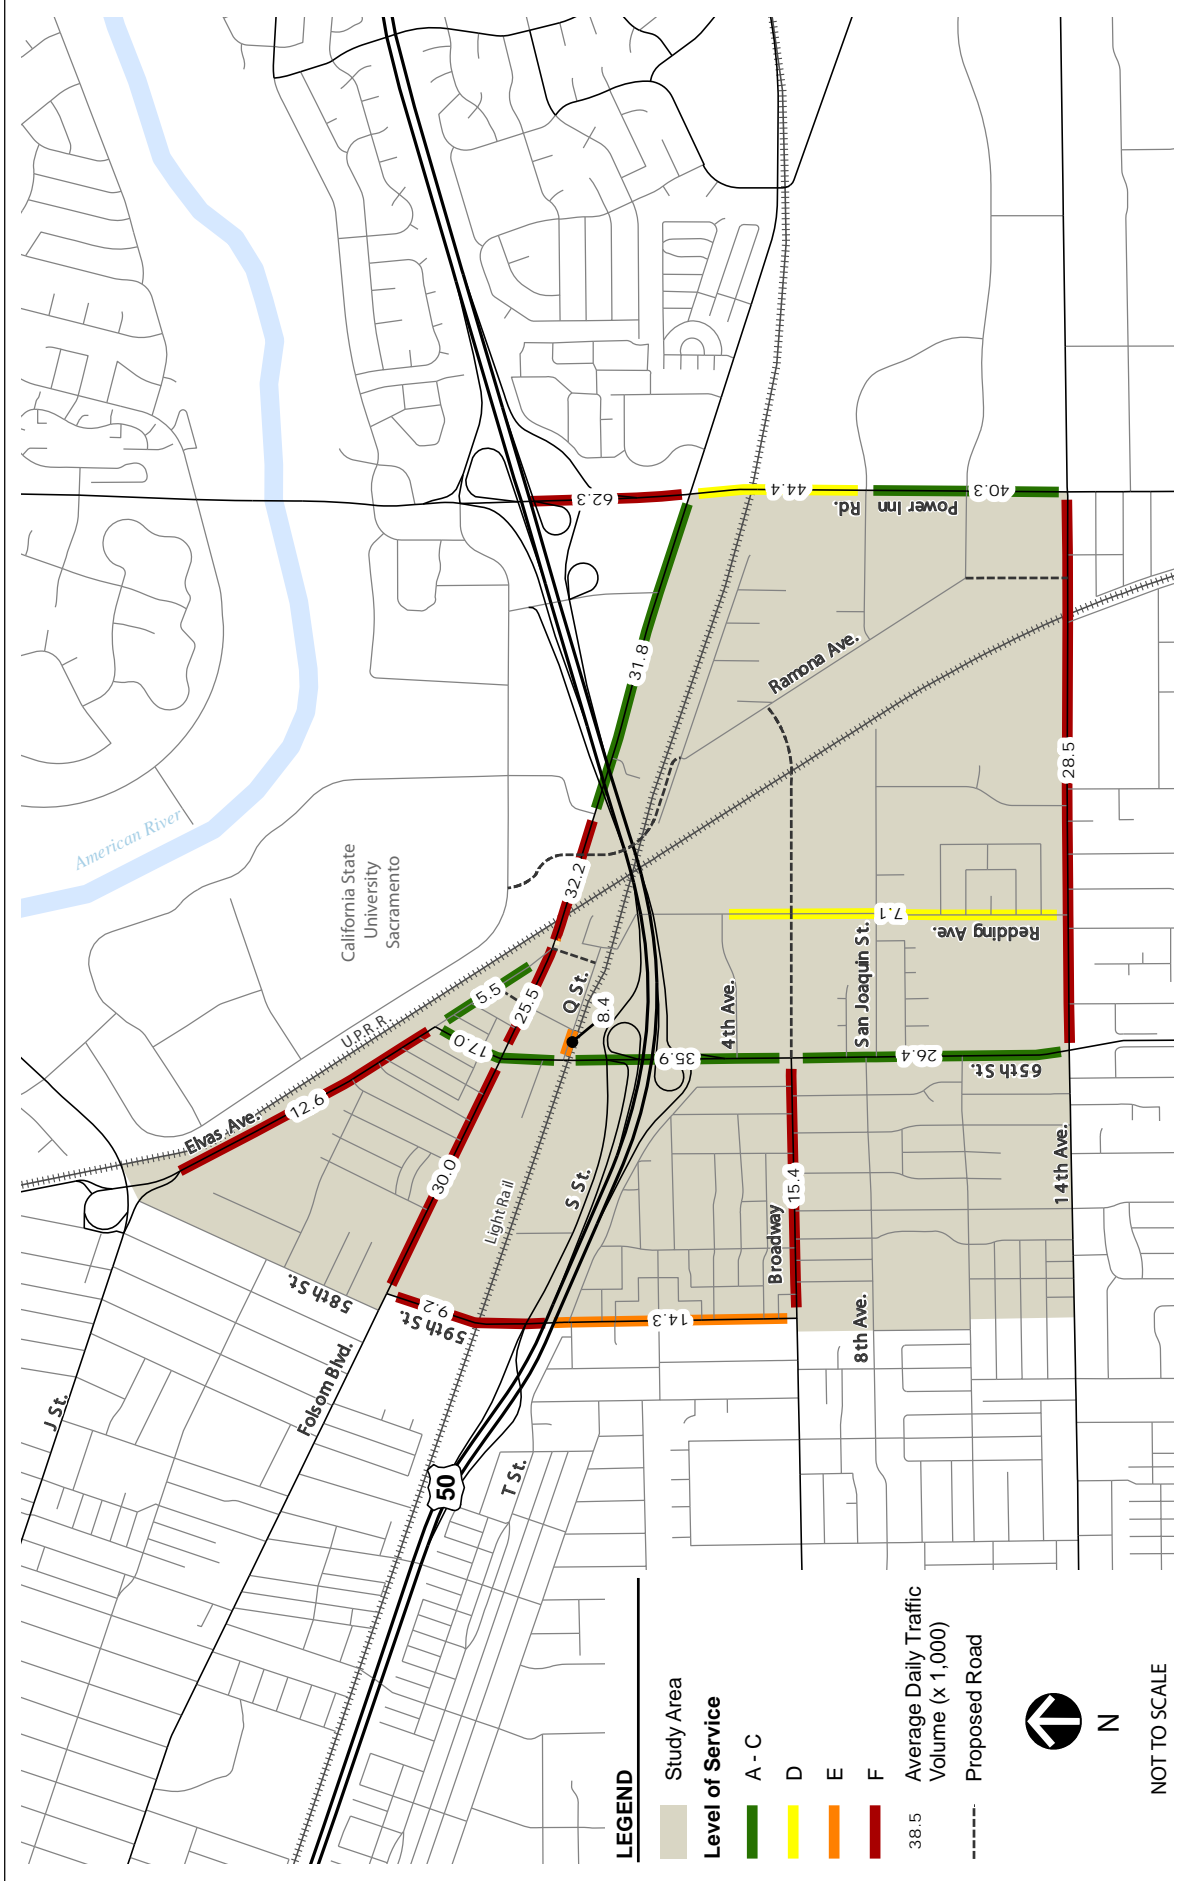 American River
California State
University
Sacramento
U.P.R.R.
Elvas Ave.
12.6
17.0
5.5
25.5
32.2
31.8
62.3
44.4
40.3
Power Inn
Rd.
Ramona Ave.
28.5
7.1
Redding Ave.
San Joaquin St.
4th Ave.
Q St.
8.4
35.9
26.4
65th St.
14th Ave.
30.0
Light Rail
S St.
Broadway
15.4
8th Ave.
14.3
9.2
59th St.
58th St.
Folsom Blvd.
J St.
50
T St.
LEGEND
Study Area
Level of Service
A - C
D
E
F
38.5
Average Daily Traffic
Volume (x 1,000)
Proposed Road
N
NOT TO SCALE